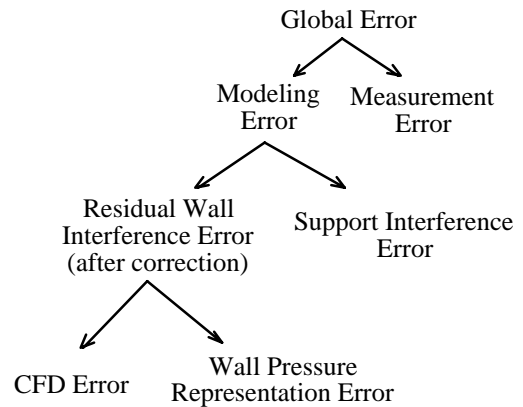 Global Error
Modeling
Error
Measurement
Error
Residual Wall
Interference Error
(after correction)
Support Interference
Error
CFD Error
Wall Pressure
Representation Error